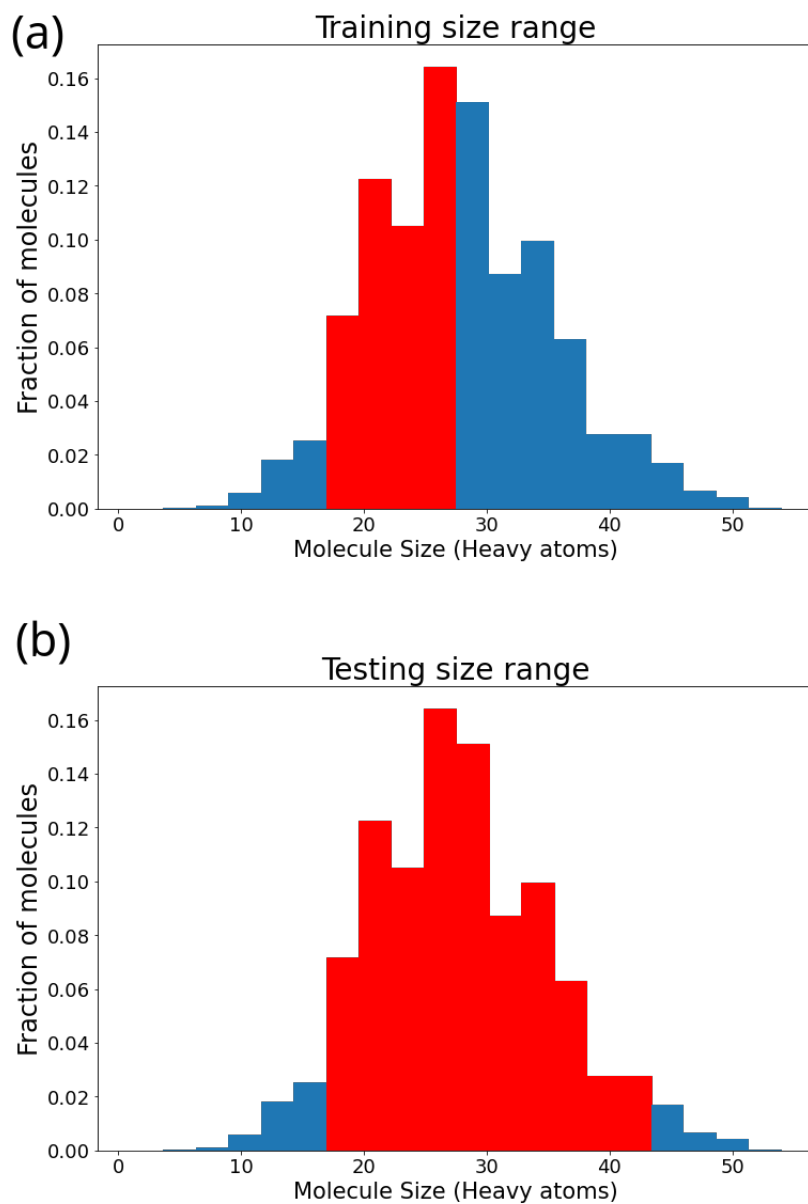 (a)
Training size range
Fraction of molecules
0.16
0.14
0.12
0.10
0.08
0.06
0.04
0.02
0.00
0 10 20 30 40 50
Molecule Size (Heavy atoms)
(b)
Testing size range
Fraction of molecules
0.16
0.14
0.12
0.10
0.08
0.06
0.04
0.02
0.00
0 10 20 30 40 50
Molecule Size (Heavy atoms)